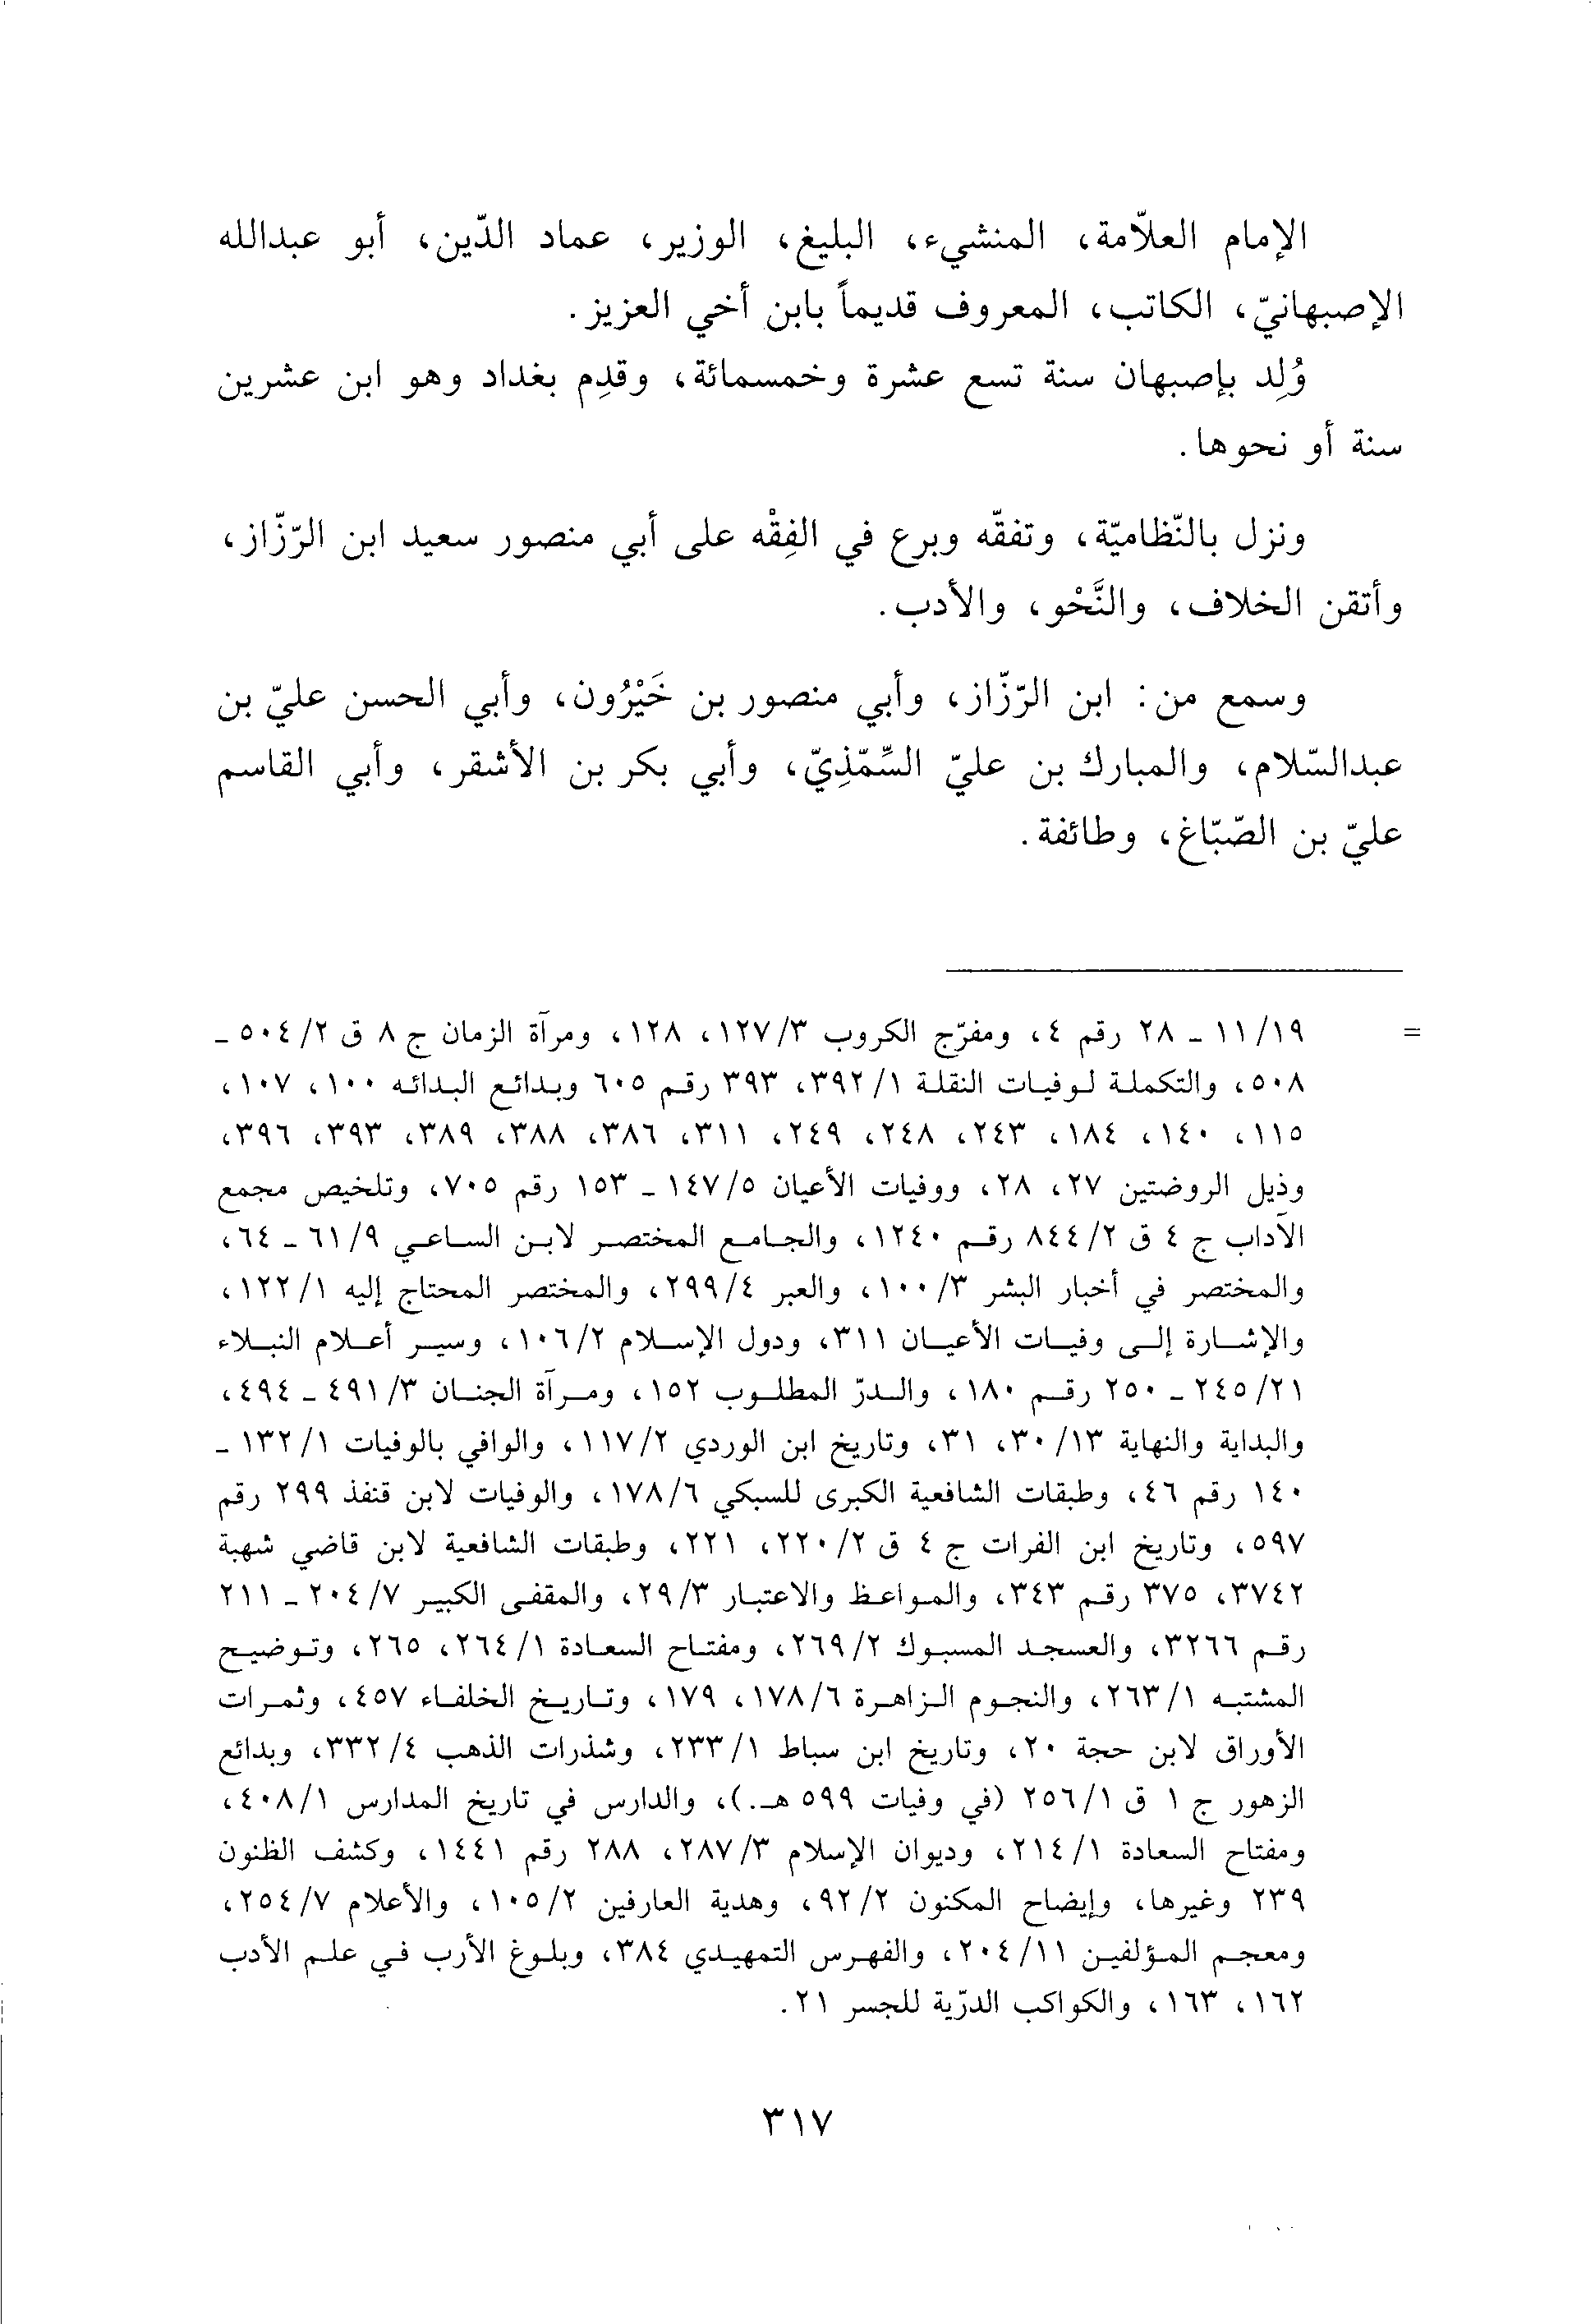 الإمام العلاّمة، المنشيء، البليغ، الوزير، عماد الدّين، أبو عبدالله
الإصبهانيّ، الكاتب، المعروف قديماً بابن أخي العزيز.
وُلِد بإصبهان سنة تسع عشرة وخمسمائة، وقدِم بغداد وهو ابن عشرين
سنة أو نحوها.
ونزل بالنّظاميّة، وتفقّه وبرع في الفِقْه على أبي منصور سعيد ابن الرّزّاز،
وأتقن الخلاف، والنَّحْو، والأدب.
وسمع من: ابن الرّزّاز، وأبي منصور بن خَيْرُون، وأبي الحسن عليّ بن
عبدالسّلام، والمبارك بن عليّ السِّمّذِيّ، وأبي بكر بن الأشقر، وأبي القاسم
عليّ بن الصّبّاغ، وطائفة.
= ١٩/ ١١ - ٢٨ رقم ٤، ومفرّج الكروب ٣/ ١٢٧، ١٢٨، ومرآة الزمان ج ٨ ق ٢/ ٥٠٤ -
٥٠٨، والتكملة لوفيات النقلة ١/ ٣٩٢، ٣٩٣ رقم ٦٠٥ وبدائع البدائه ١٠٠، ١٠٧،
١١٥، ١٤٠، ١٨٤، ٢٤٣، ٢٤٨، ٢٤٩، ٣١١، ٣٨٦، ٣٨٨، ٣٨٩، ٣٩٣، ٣٩٦،
وذيل الروضتين ٢٧، ٢٨، ووفيات الأعيان ٥/ ١٤٧ - ١٥٣ رقم ٧٠٥، وتلخيص مجمع
الآداب ج ٤ ق ٢/ ٨٤٤ رقم ١٢٤٠، والجامع المختصر لابن الساعي ٩/ ٦١ - ٦٤،
والمختصر في أخبار البشر ٣/ ١٠٠، والعبر ٤/ ٢٩٩، والمختصر المحتاج إليه ١/ ١٢٢،
والإشارة إلى وفيات الأعيان ٣١١، ودول الإسلام ٢/ ١٠٦، وسير أعلام النبلاء
٢١/ ٢٤٥ - ٢٥٠ رقم ١٨٠، والدرّ المطلوب ١٥٢، ومرآة الجنان ٣/ ٤٩١ - ٤٩٤،
والبداية والنهاية ١٣/ ٣٠، ٣١، وتاريخ ابن الوردي ٢/ ١١٧، والوافي بالوفيات ١/ ١٣٢ -
١٤٠ رقم ٤٦، وطبقات الشافعية الكبرى للسبكي ٦/ ١٧٨، والوفيات لابن قنفذ ٢٩٩ رقم
٥٩٧، وتاريخ ابن الفرات ج ٤ ق ٢/ ٢٢٠، ٢٢١، وطبقات الشافعية لابن قاضي شهبة
٣٧٤٢، ٣٧٥ رقم ٣٤٣، والمواعظ والاعتبار ٣/ ٢٩، والمقفى الكبير ٧/ ٢٠٤ - ٢١١
رقم ٣٢٦٦، والعسجد المسبوك ٢/ ٢٦٩، ومفتاح السعادة ١/ ٢٦٤، ٢٦٥، وتوضيح
المشتبه ١/ ٢٦٣، والنجوم الزاهرة ٦/ ١٧٨، ١٧٩، وتاريخ الخلفاء ٤٥٧، وثمرات
الأوراق لابن حجة ٢٠، وتاريخ ابن سباط ١/ ٢٣٣، وشذرات الذهب ٤/ ٣٣٢، وبدائع
الزهور ج ١ ق ١/ ٢٥٦ (في وفيات ٥٩٩ هـ.)، والدارس في تاريخ المدارس ١/ ٤٠٨،
ومفتاح السعادة ١/ ٢١٤، وديوان الإسلام ٣/ ٢٨٧، ٢٨٨ رقم ١٤٤١، وكشف الظنون
٢٣٩ وغيرها، وإيضاح المكنون ٢/ ٩٢، وهدية العارفين ٢/ ١٠٥، والأعلام ٧/ ٢٥٤،
ومعجم المؤلفين ١١/ ٢٠٤، والفهرس التمهيدي ٣٨٤، وبلوغ الأرب في علم الأدب
١٦٢، ١٦٣، والكواكب الدرّية للجسر ٢١.
٣١٧